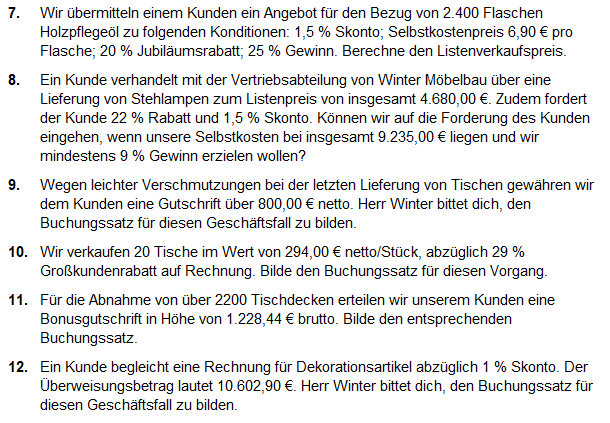 7. Wir übermitteln einem Kunden ein Angebot für den Bezug von 2.400 Flaschen
Holzpflegeöl zu folgenden Konditionen: 1,5 % Skonto; Selbstkostenpreis 6,90 € pro
Flasche; 20 % Jubiläumsrabatt; 25 % Gewinn. Berechne den Listenverkaufspreis.
8. Ein Kunde verhandelt mit der Vertriebsabteilung von Winter Möbelbau über eine
Lieferung von Stehlampen zum Listenpreis von insgesamt 4.680,00 €. Zudem fordert
der Kunde 22 % Rabatt und 1,5 % Skonto. Können wir auf die Forderung des Kunden
eingehen, wenn unsere Selbstkosten bei insgesamt 9.235,00 € liegen und wir
mindestens 9 % Gewinn erzielen wollen?
9. Wegen leichter Verschmutzungen bei der letzten Lieferung von Tischen gewähren wir
dem Kunden eine Gutschrift über 800,00 € netto. Herr Winter bittet dich, den
Buchungssatz für diesen Geschäftsfall zu bilden.
10. Wir verkaufen 20 Tische im Wert von 294,00 € netto/Stück, abzüglich 29 %
Großkundenrabatt auf Rechnung. Bilde den Buchungssatz für diesen Vorgang.
11. Für die Abnahme von über 2200 Tischdecken erteilen wir unserem Kunden eine
Bonusgutschrift in Höhe von 1.228,44 € brutto. Bilde den entsprechenden
Buchungssatz.
12. Ein Kunde begleicht eine Rechnung für Dekorationsartikel abzüglich 1 % Skonto. Der
Überweisungsbetrag lautet 10.602,90 €. Herr Winter bittet dich, den Buchungssatz für
diesen Geschäftsfall zu bilden.